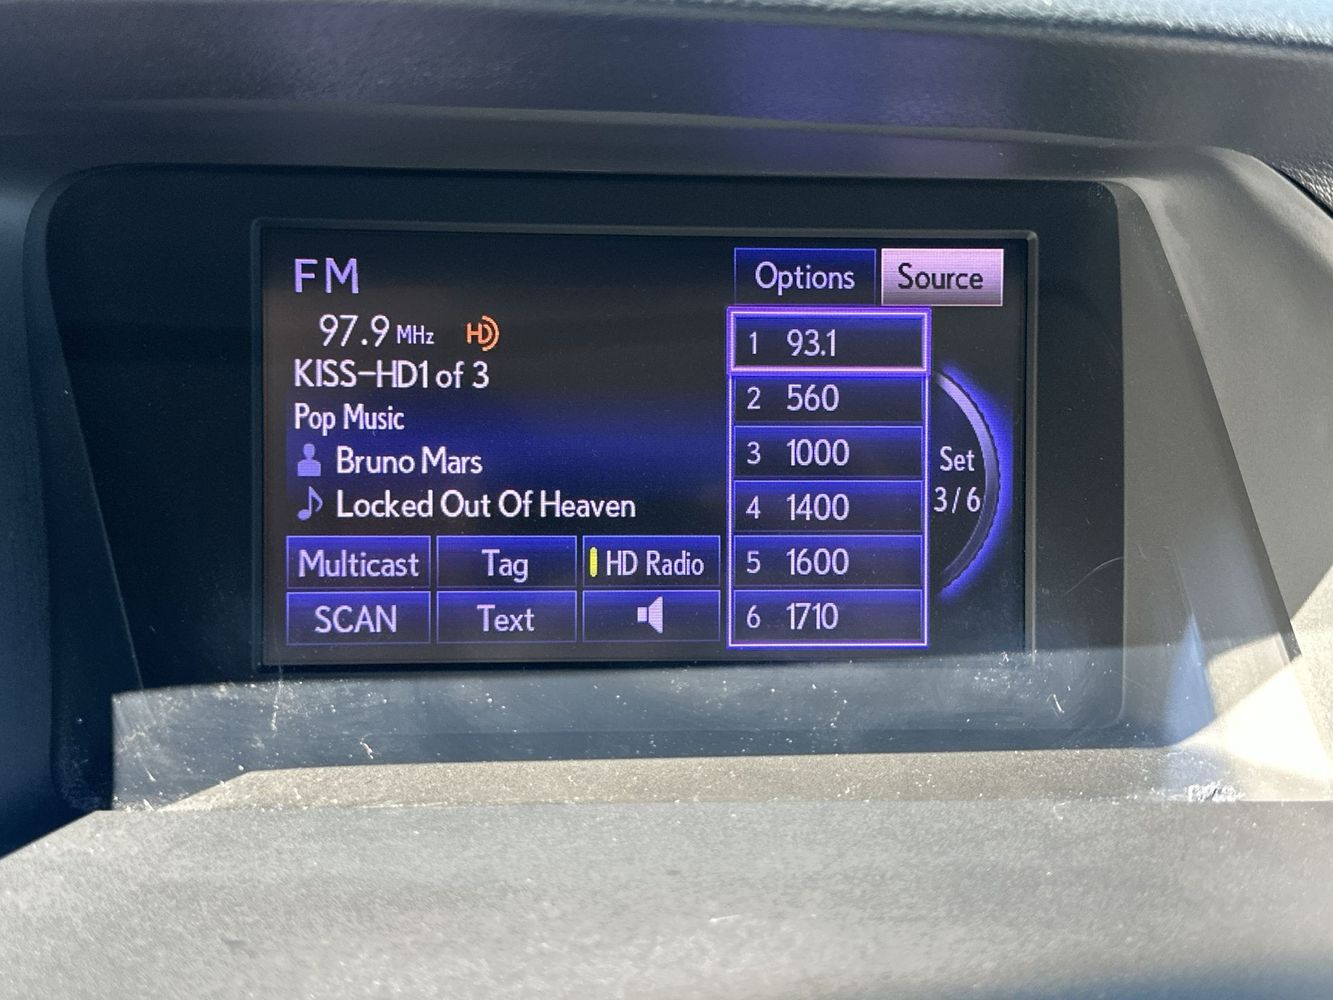 FM
97.9 MHz HD
KISS-HD1 of 3
Pop Music
Bruno Mars
Locked Out Of Heaven
Multicast Tag HD Radio
SCAN Text
Options Source
1 93.1
2 560
3 1000
4 1400
5 1600
6 1710
Set
3/6